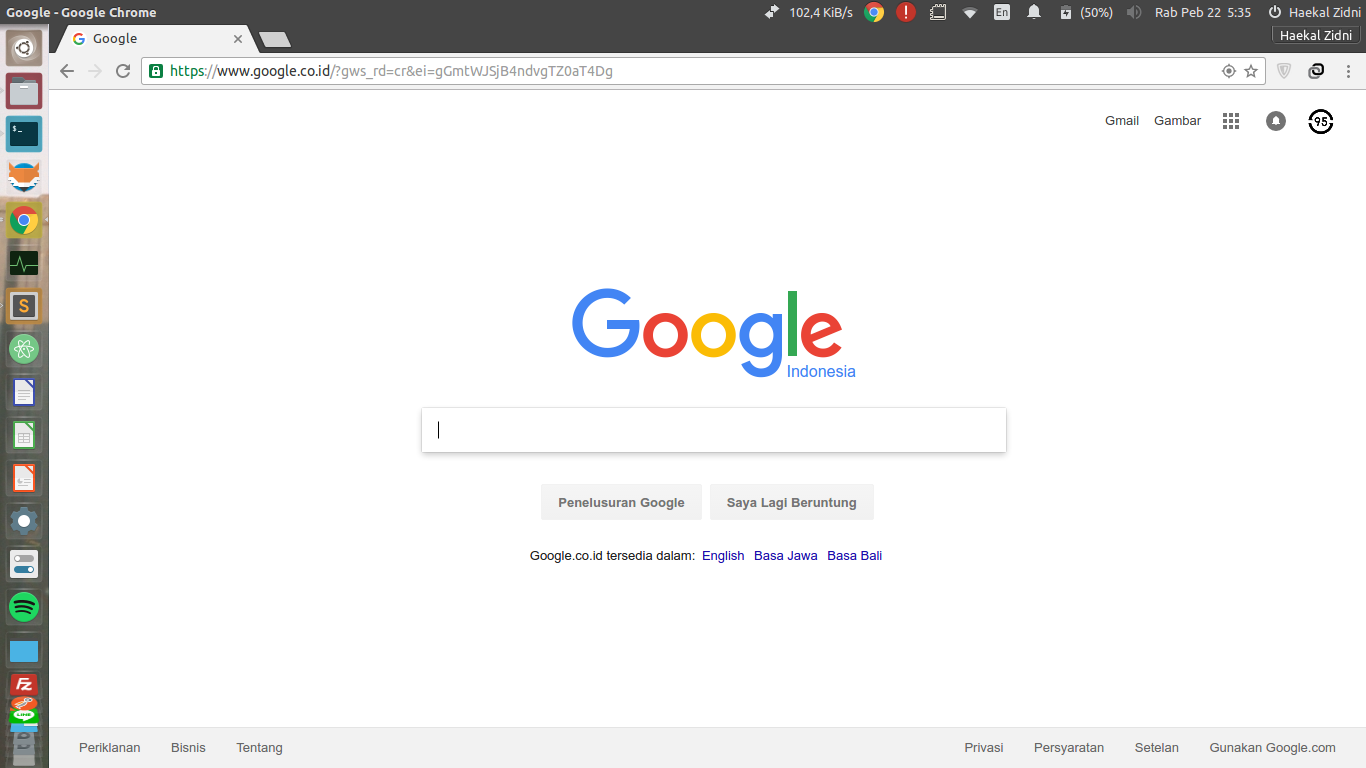 Google - Google Chrome
102,4 KiB/s
En
(50%)
Rab Peb 22 5:35
Haekal Zidni
Google
Haekal Zidni
https://www.google.co.id/?gws_rd=cr&ei=gGmtWJSjB4ndvgTZ0aT4Dg
Gmail Gambar
95
$_
S
Google
Indonesia
Penelusuran Google Saya Lagi Beruntung
Google.co.id tersedia dalam: English Basa Jawa Basa Bali
Fz
LINE
Periklanan Bisnis Tentang
Privasi Persyaratan Setelan Gunakan Google.com